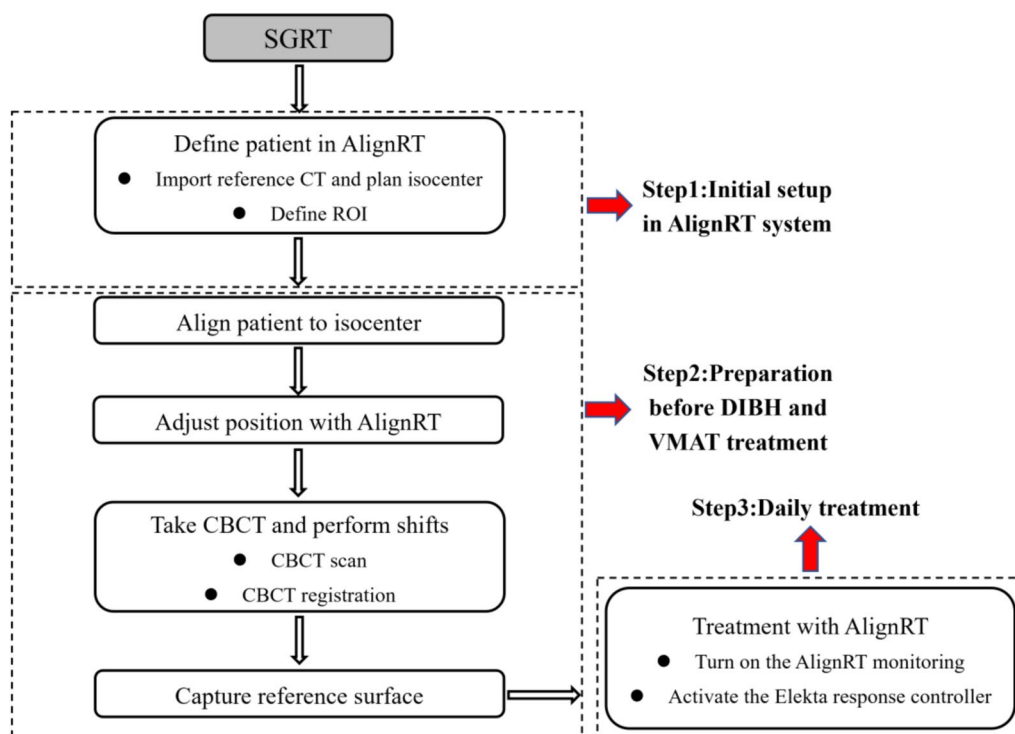 SGRT
Define patient in AlignRT
● Import reference CT and plan isocenter
● Define ROI
Step1:Initial setup
in AlignRT system
Align patient to isocenter
Adjust position with AlignRT
Step2:Preparation
before DIBH and
VMAT treatment
Take CBCT and perform shifts
● CBCT scan
● CBCT registration
Capture reference surface
Step3:Daily treatment
Treatment with AlignRT
● Turn on the AlignRT monitoring
● Activate the Elekta response controller